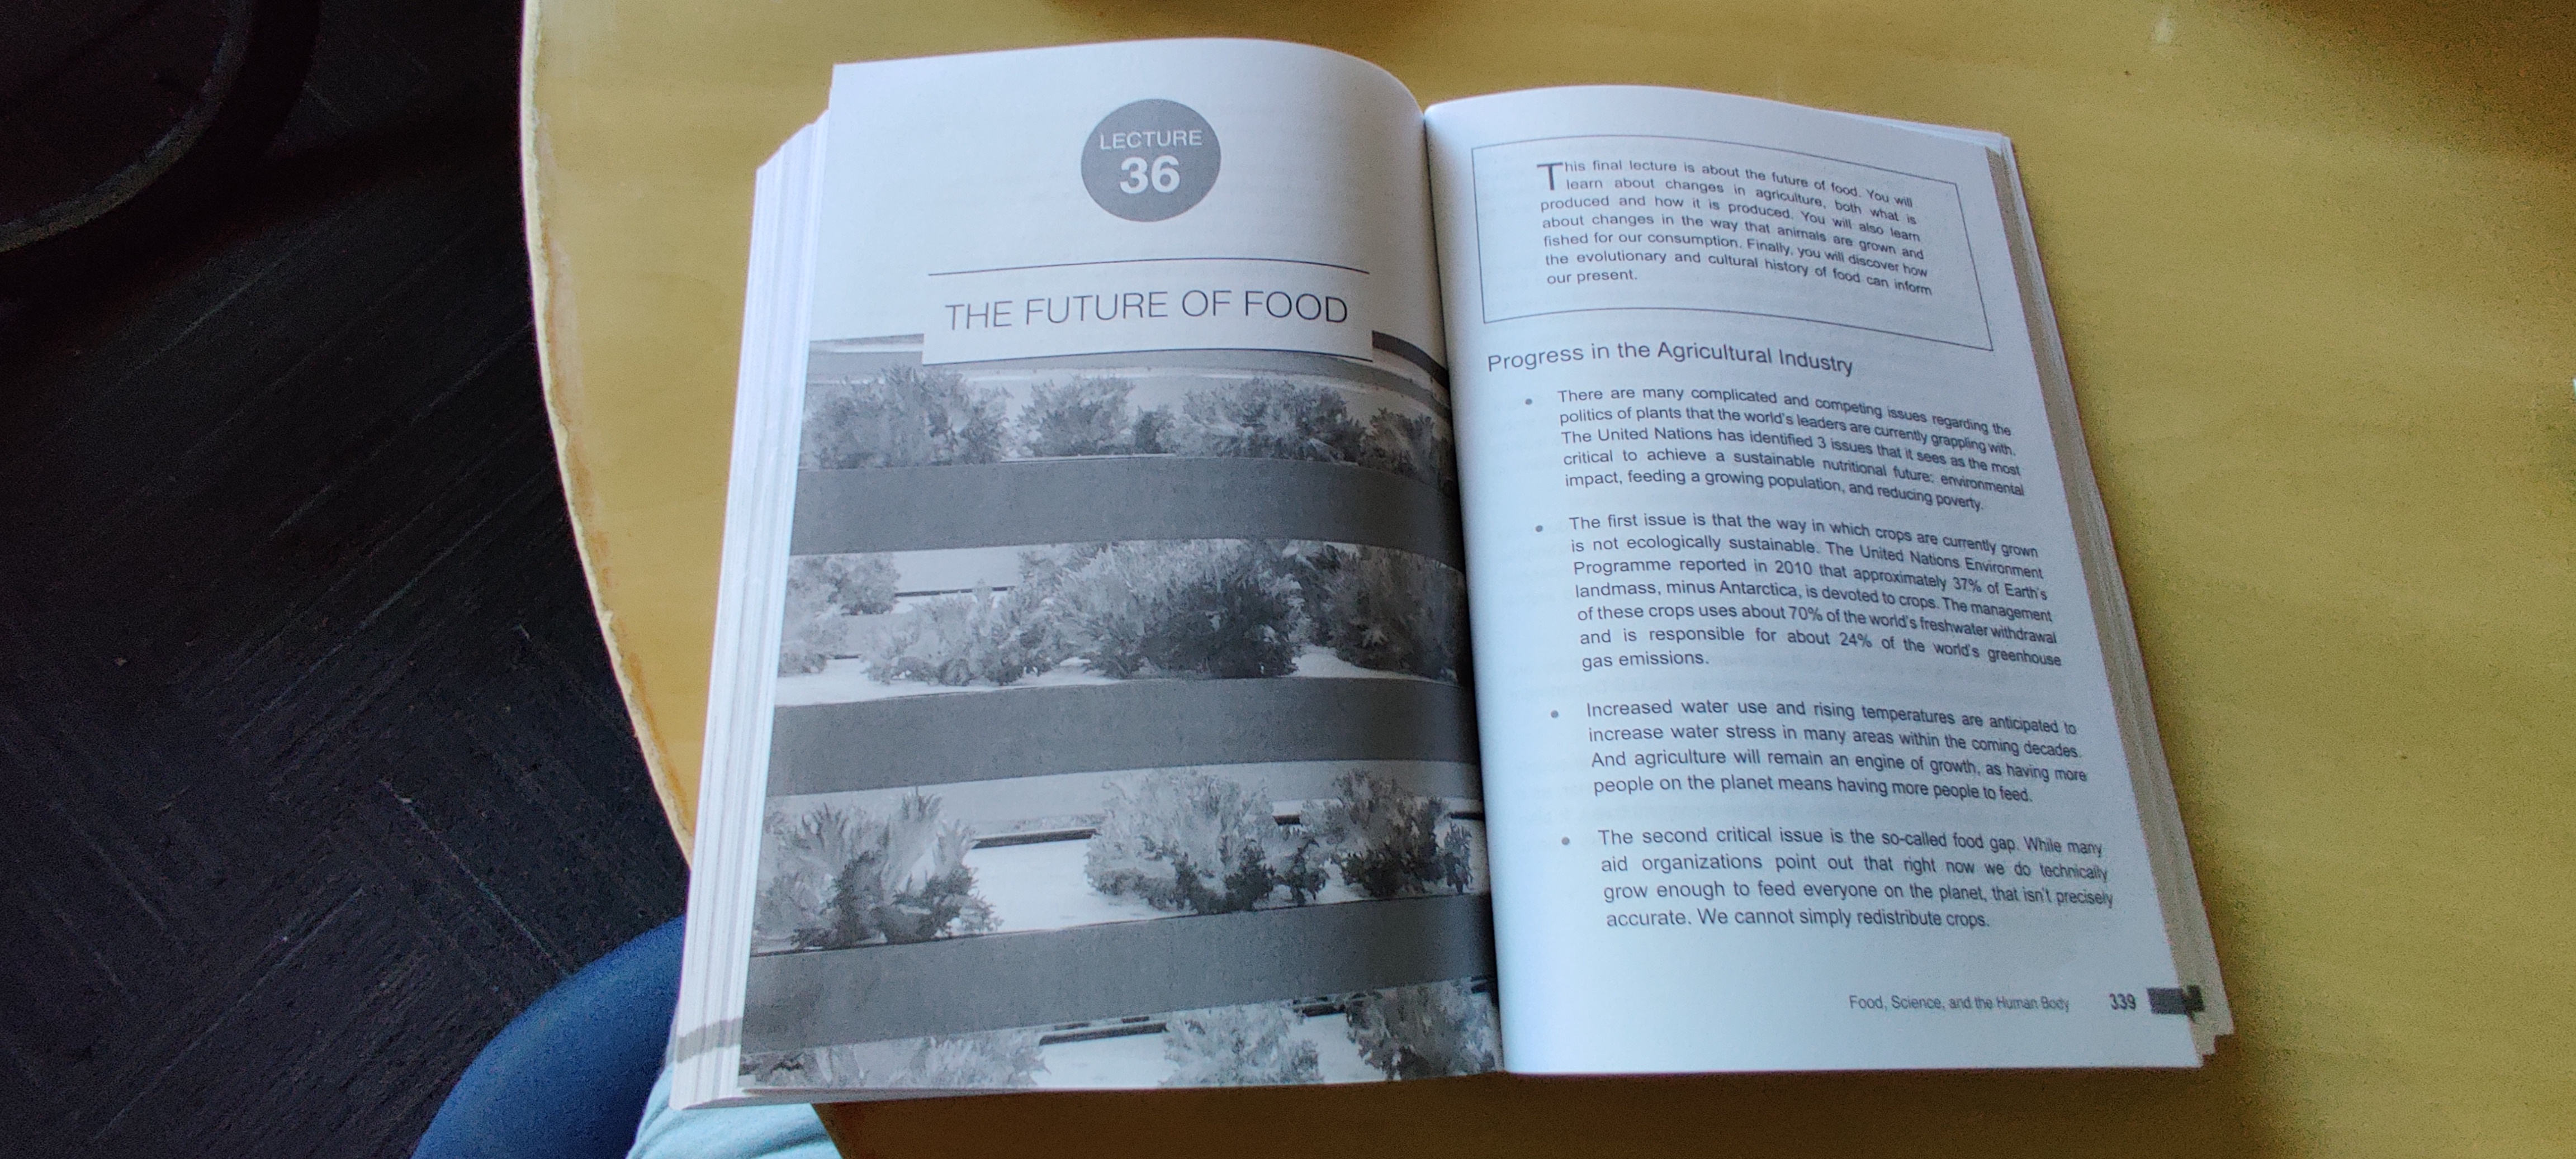 LECTURE
36
THE FUTURE OF FOOD
This final lecture is about the future of food. You will
learn about changes in agriculture, both what is
produced and how it is produced. You will also learn
about changes in the way that animals are grown and
fished for our consumption. Finally, you will discover how
the evolutionary and cultural history of food can inform
our present.
Progress in the Agricultural Industry
• There are many complicated and competing issues regarding the
politics of plants that the world's leaders are currently grappling with.
The United Nations has identified 3 issues that it sees as the most
critical to achieve a sustainable nutritional future: environmental
impact, feeding a growing population, and reducing poverty.
• The first issue is that the way in which crops are currently grown
is not ecologically sustainable. The United Nations Environment
Programme reported in 2010 that approximately 37% of Earth's
landmass, minus Antarctica, is devoted to crops. The management
of these crops uses about 70% of the world's freshwater withdrawal
and is responsible for about 24% of the world's greenhouse
gas emissions.
• Increased water use and rising temperatures are anticipated to
increase water stress in many areas within the coming decades.
And agriculture will remain an engine of growth, as having more
people on the planet means having more people to feed.
• The second critical issue is the so-called food gap. While many
aid organizations point out that right now we do technically
grow enough to feed everyone on the planet, that isn't precisely
accurate. We cannot simply redistribute crops.
Food, Science, and the Human Body 339